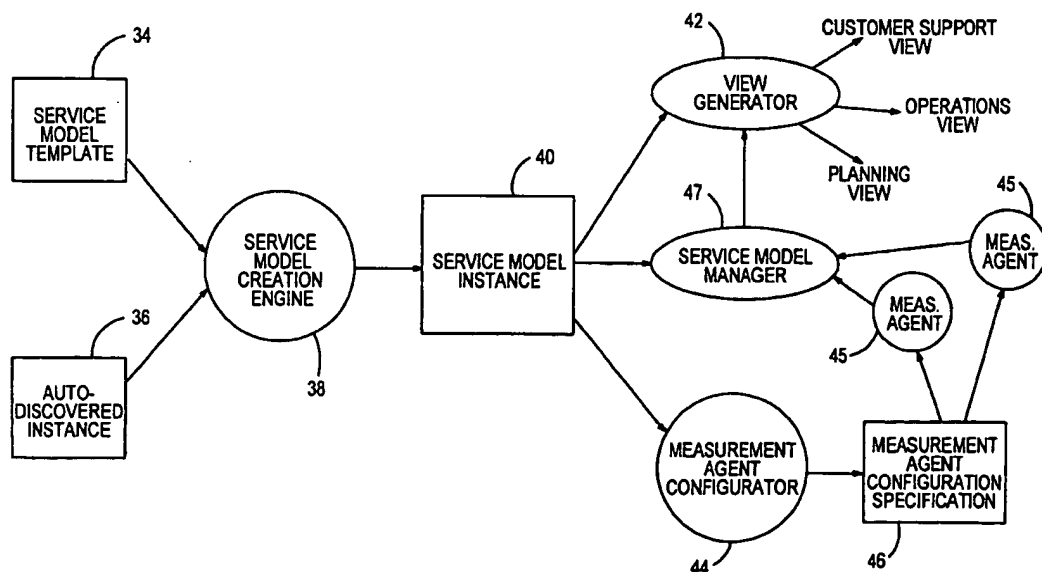 34
SERVICE
MODEL
TEMPLATE
36
AUTO-
DISCOVERED
INSTANCE
SERVICE
MODEL
CREATION
ENGINE
38
40
SERVICE MODEL
INSTANCE
42
VIEW
GENERATOR
CUSTOMER SUPPORT
VIEW
OPERATIONS
VIEW
PLANNING
VIEW
47
SERVICE MODEL
MANAGER
45
MEAS.
AGENT
MEAS.
AGENT
45
MEASUREMENT
AGENT
CONFIGURATOR
44
MEASUREMENT
AGENT
CONFIGURATION
SPECIFICATION
46